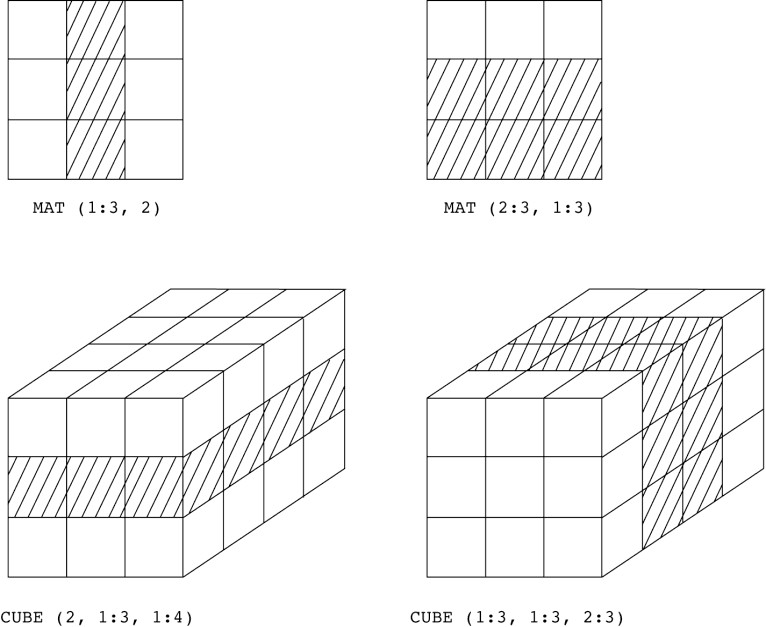 MAT (1:3, 2)
MAT (2:3, 1:3)
CUBE (2, 1:3, 1:4)
CUBE (1:3, 1:3, 2:3)